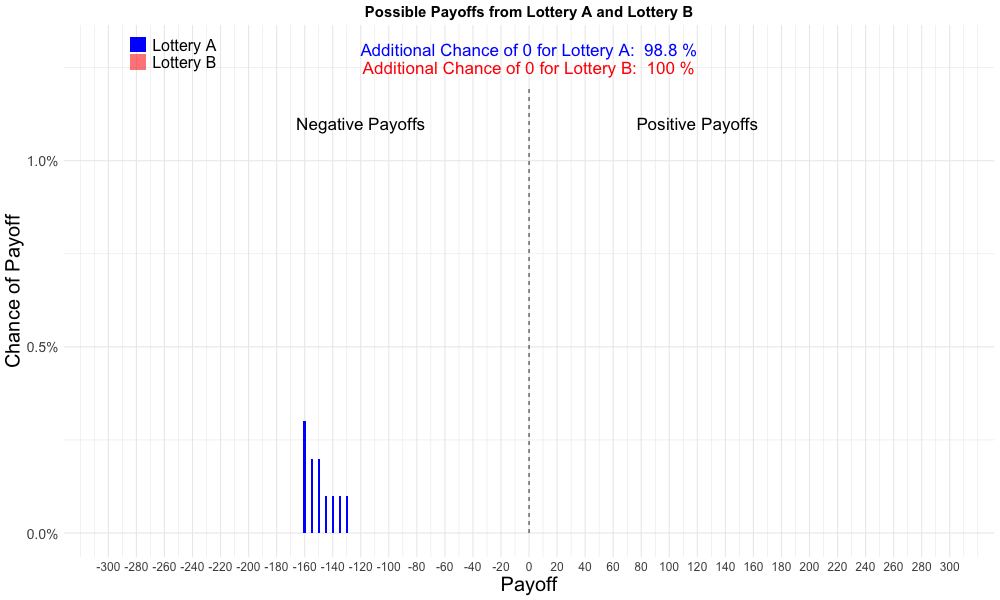 Possible Payoffs from Lottery A and Lottery B
Lottery A
Lottery B
Additional Chance of 0 for Lottery A:  98.8 %
Additional Chance of 0 for Lottery B:  100 %
Negative Payoffs
Positive Payoffs
Chance of Payoff
1.0%
0.5%
0.0%
-300 -280 -260 -240 -220 -200 -180 -160 -140 -120 -100 -80 -60 -40 -20 0 20 40 60 80 100 120 140 160 180 200 220 240 260 280 300
Payoff